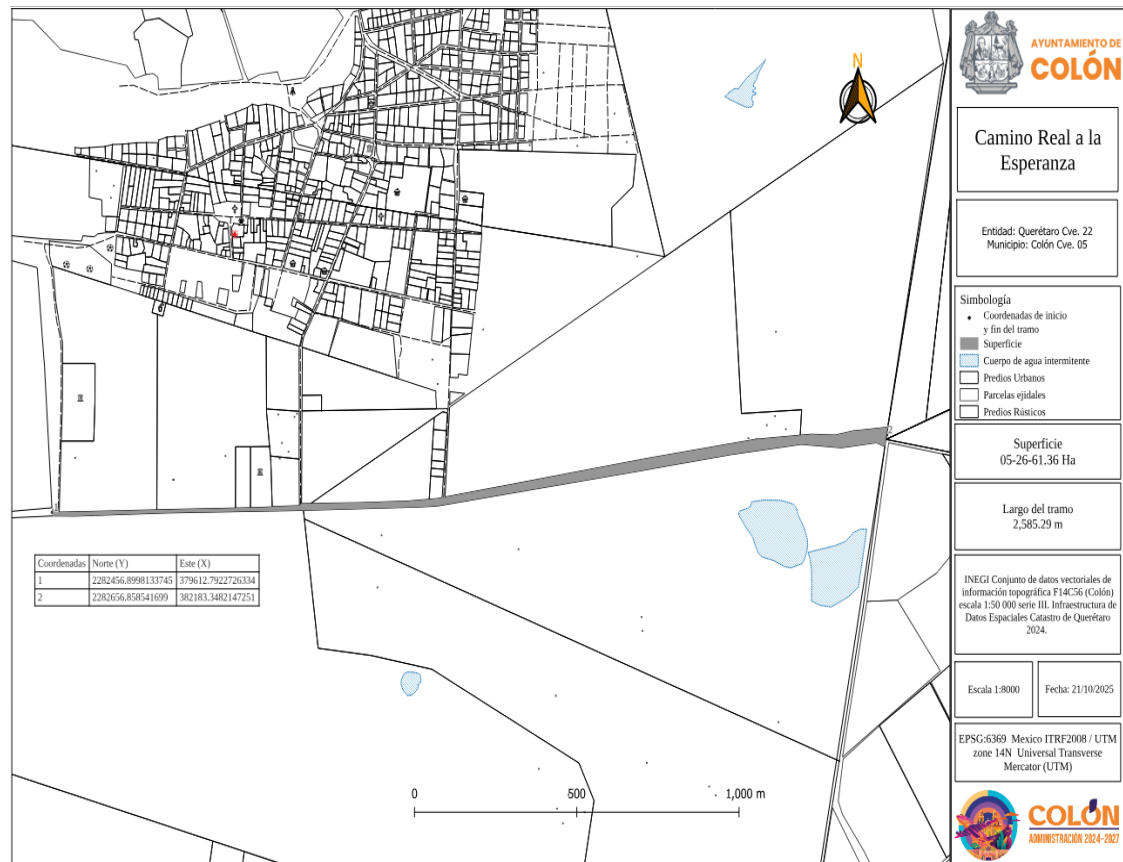 N
AYUNTAMIENTO DE
COLÓN
Camino Real a la
Esperanza
Entidad: Querétaro Cve. 22
Municipio: Colón Cve. 05
Simbología
Coordenadas de inicio
y fin del tramo
Superficie
Cuerpo de agua intermitente
Predios Urbanos
Parcelas ejidales
Predios Rústicos
Superficie
05-26-61.36 Ha
Largo del tramo
2,585.29 m
INEGI Conjunto de datos vectoriales de
información topográfica F14C56 (Colón)
escala 1:50 000 serie III. Infraestructura de
Datos Espaciales Catastro de Querétaro
2024.
Escala 1:8000 Fecha: 21/10/2025
EPSG:6369 Mexico ITRF2008 / UTM
zone 14N Universal Transverse
Mercator (UTM)
COLÓN
ADMINISTRACIÓN 2024-2027
2
Coordenadas Norte (Y) Este (X)
1 2282456.8998133745 379612.7922726334
2 2282656.858541699 382183.3482147251
0 500 1,000 m